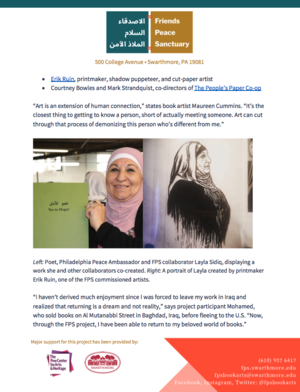 الأصدقاء
السلام
الملاذ الآمن
Friends
Peace
Sanctuary
500 College Avenue • Swarthmore, PA 19081
• Erik Ruin, printmaker, shadow puppeteer, and cut-paper artist
• Courtney Bowles and Mark Strandquist, co-directors of The People's Paper Co-op
"Art is an extension of human connection," states book artist Maureen Cummins. "It's the
closest thing to getting to know a person, short of actually meeting someone. Art can cut
through that process of demonizing this person who's different from me."
Left: Poet, Philadelphia Peace Ambassador and FPS collaborator Layla Sidiq, displaying a
work she and other collaborators co-created. Right: A portrait of Layla created by printmaker
Erik Ruin, one of the FPS commissioned artists.
"I haven't derived much enjoyment since I was forced to leave my work in Iraq and
realized that returning is a dream and not reality," says project participant Mohamed,
who sold books on Al Mutanabbi Street in Baghdad, Iraq, before fleeing to the U.S. "Now,
through the FPS project, I have been able to return to my beloved world of books."
Major support for this project has been provided by:
The Pew
Center
for Arts
& Heritage
(610) 957 6417
fps.swarthmore.edu
fpsbookarts@swarthmore.edu
Facebook, Instagram, Twitter; @fpsbookarts